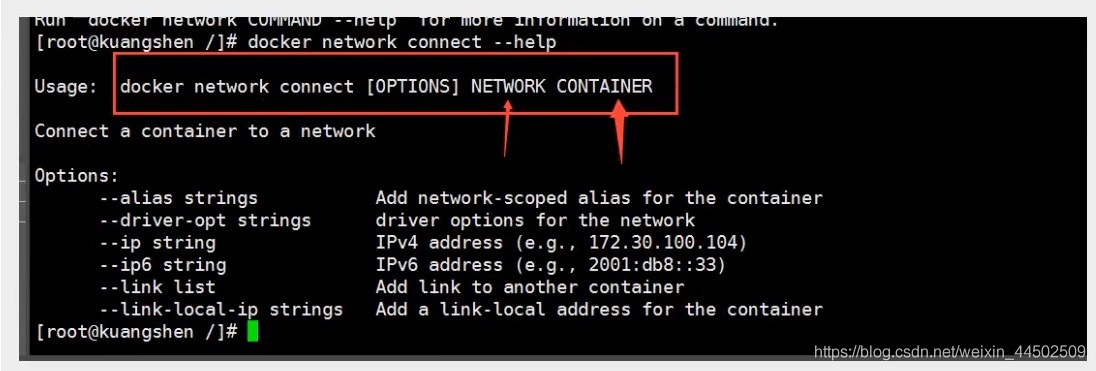 Run 'docker network COMMAND --help' for more information on a command.
[root@kuangshen /]# docker network connect --help
Usage:  docker network connect [OPTIONS] NETWORK CONTAINER
Connect a container to a network
Options:
      --alias strings           Add network-scoped alias for the container
      --driver-opt strings      driver options for the network
      --ip string               IPv4 address (e.g., 172.30.100.104)
      --ip6 string              IPv6 address (e.g., 2001:db8::33)
      --link list               Add link to another container
      --link-local-ip strings   Add a link-local address for the container
[root@kuangshen /]#
https://blog.csdn.net/weixin_44502509